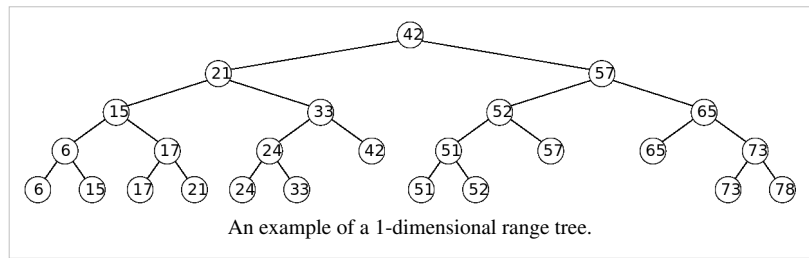 42
21 57
15 33 52 65
6 17 24 42 51 57 65 73
6 15 17 21 24 33 51 52 73 78
An example of a 1-dimensional range tree.